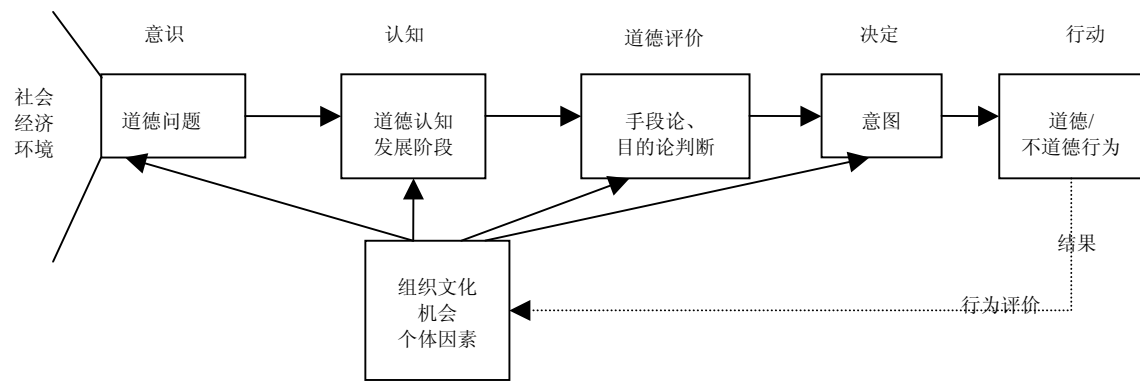 意识
认知
道德评价
决定
行动
社会
经济
环境
道德问题
道德认知
发展阶段
手段论、
目的论判断
意图
道德/
不道德行为
结果
组织文化
机会
个体因素
行为评价